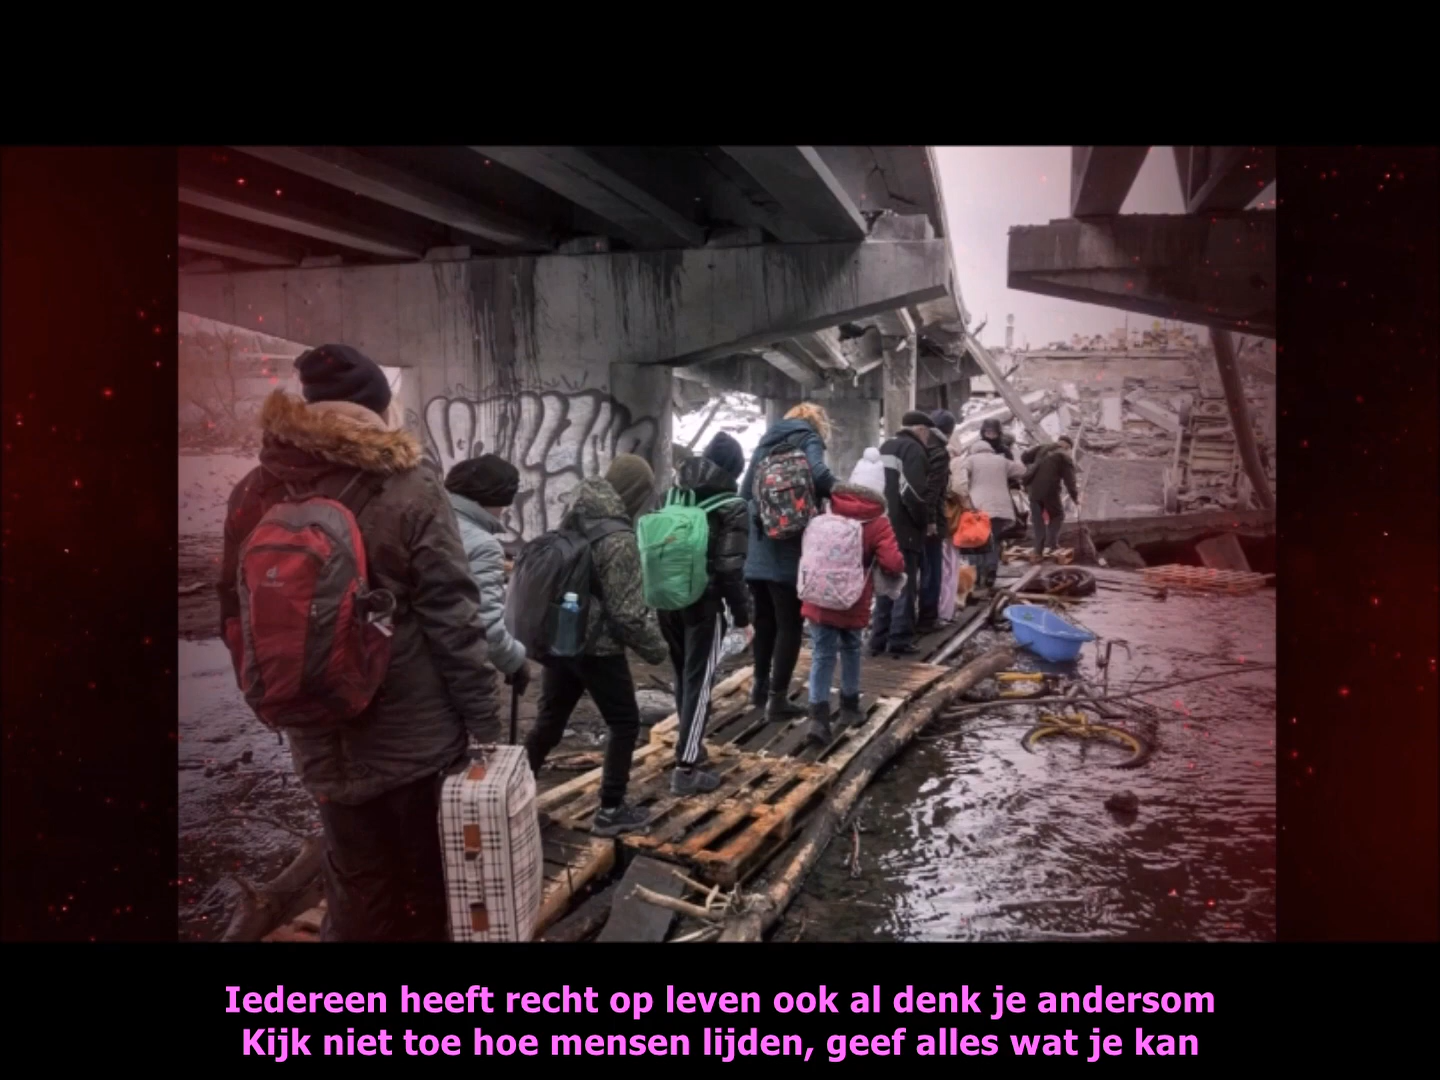 Iedereen heeft recht op leven ook al denk je andersom
Kijk niet toe hoe mensen lijden, geef alles wat je kan